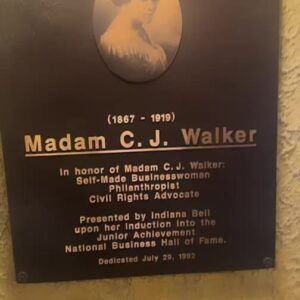 (1867 - 1919)
Madam C. J. Walker
In honor of Madam C. J. Walker:
Self-Made Businesswoman
Philanthropist
Civil Rights Advocate
Presented by Indiana Bell
upon her induction into the
Junior Achievement
National Business Hall of Fame.
Dedicated July 29, 1992